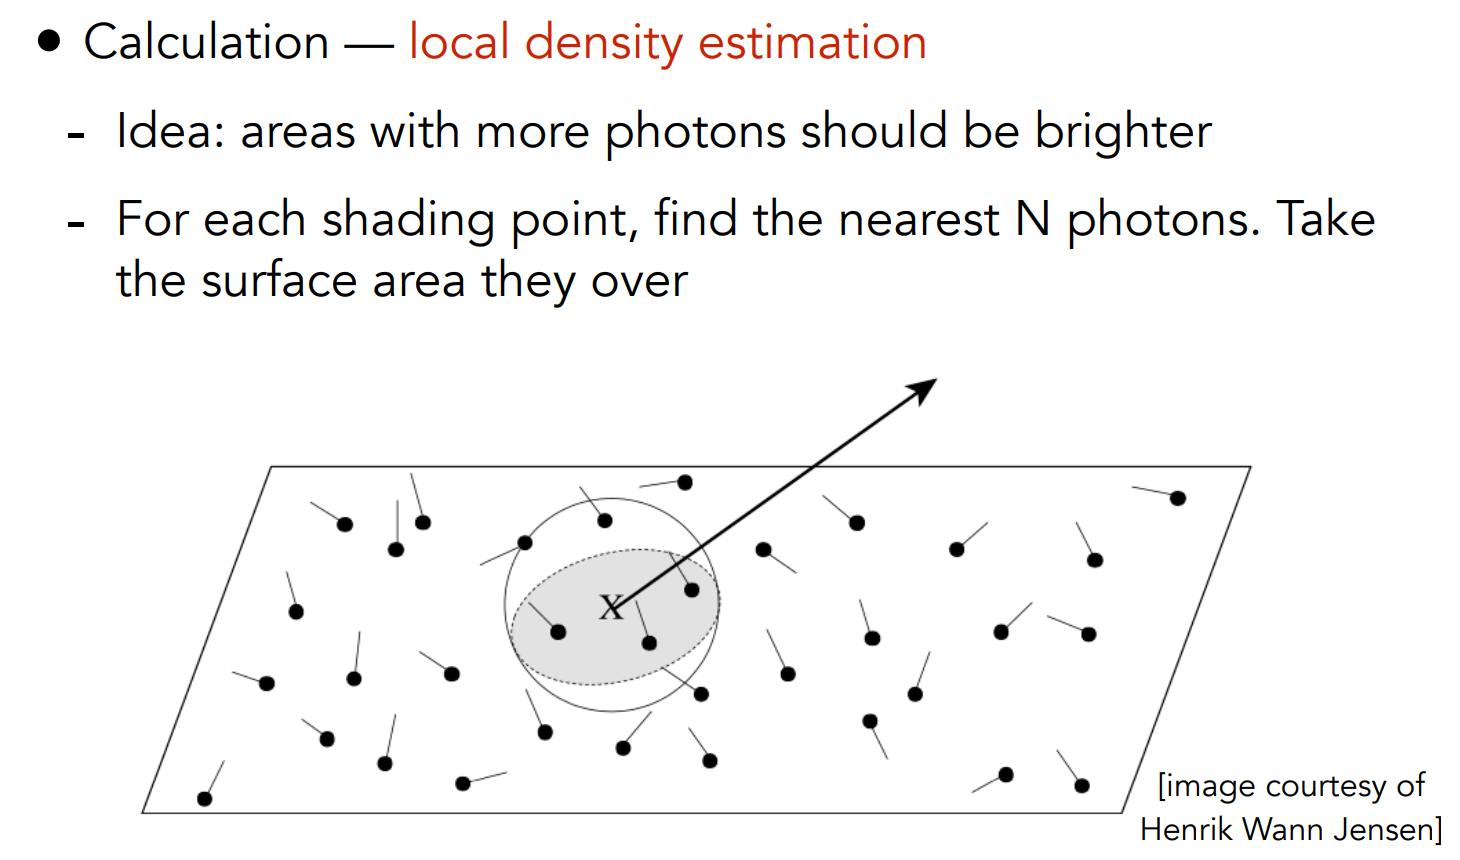 ● Calculation — local density estimation
- Idea: areas with more photons should be brighter
- For each shading point, find the nearest N photons. Take
the surface area they over
X
[image courtesy of
Henrik Wann Jensen]